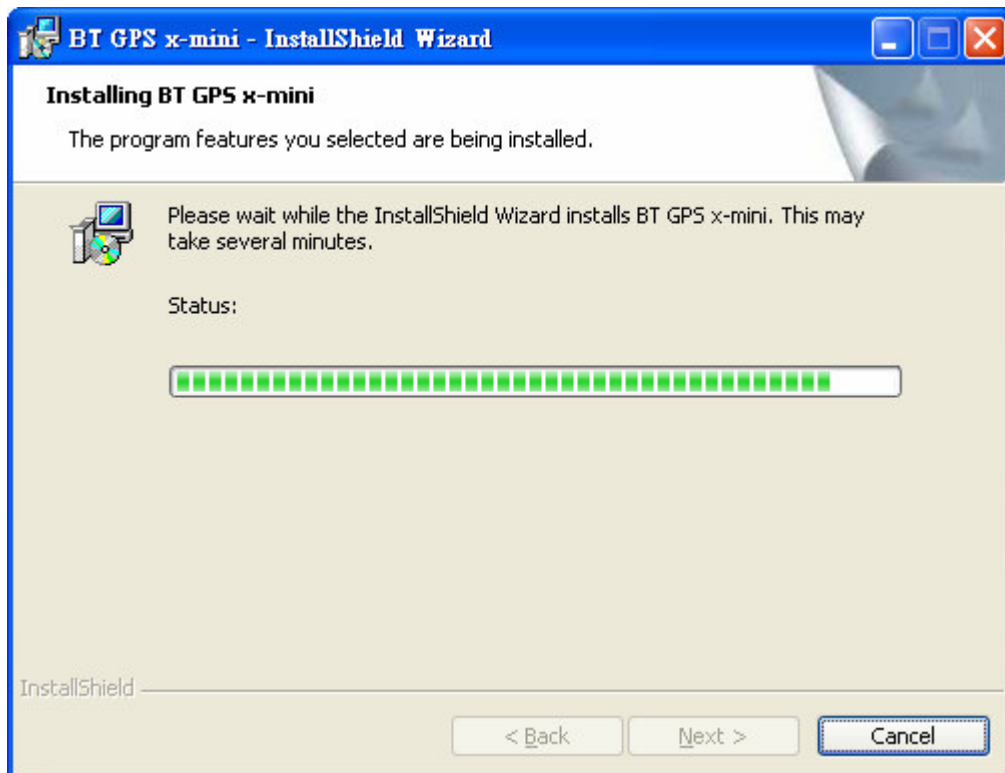 BT GPS x-mini - InstallShield Wizard
Installing BT GPS x-mini
The program features you selected are being installed.
Please wait while the InstallShield Wizard installs BT GPS x-mini. This may
take several minutes.
Status:
InstallShield
< Back
Next >
Cancel